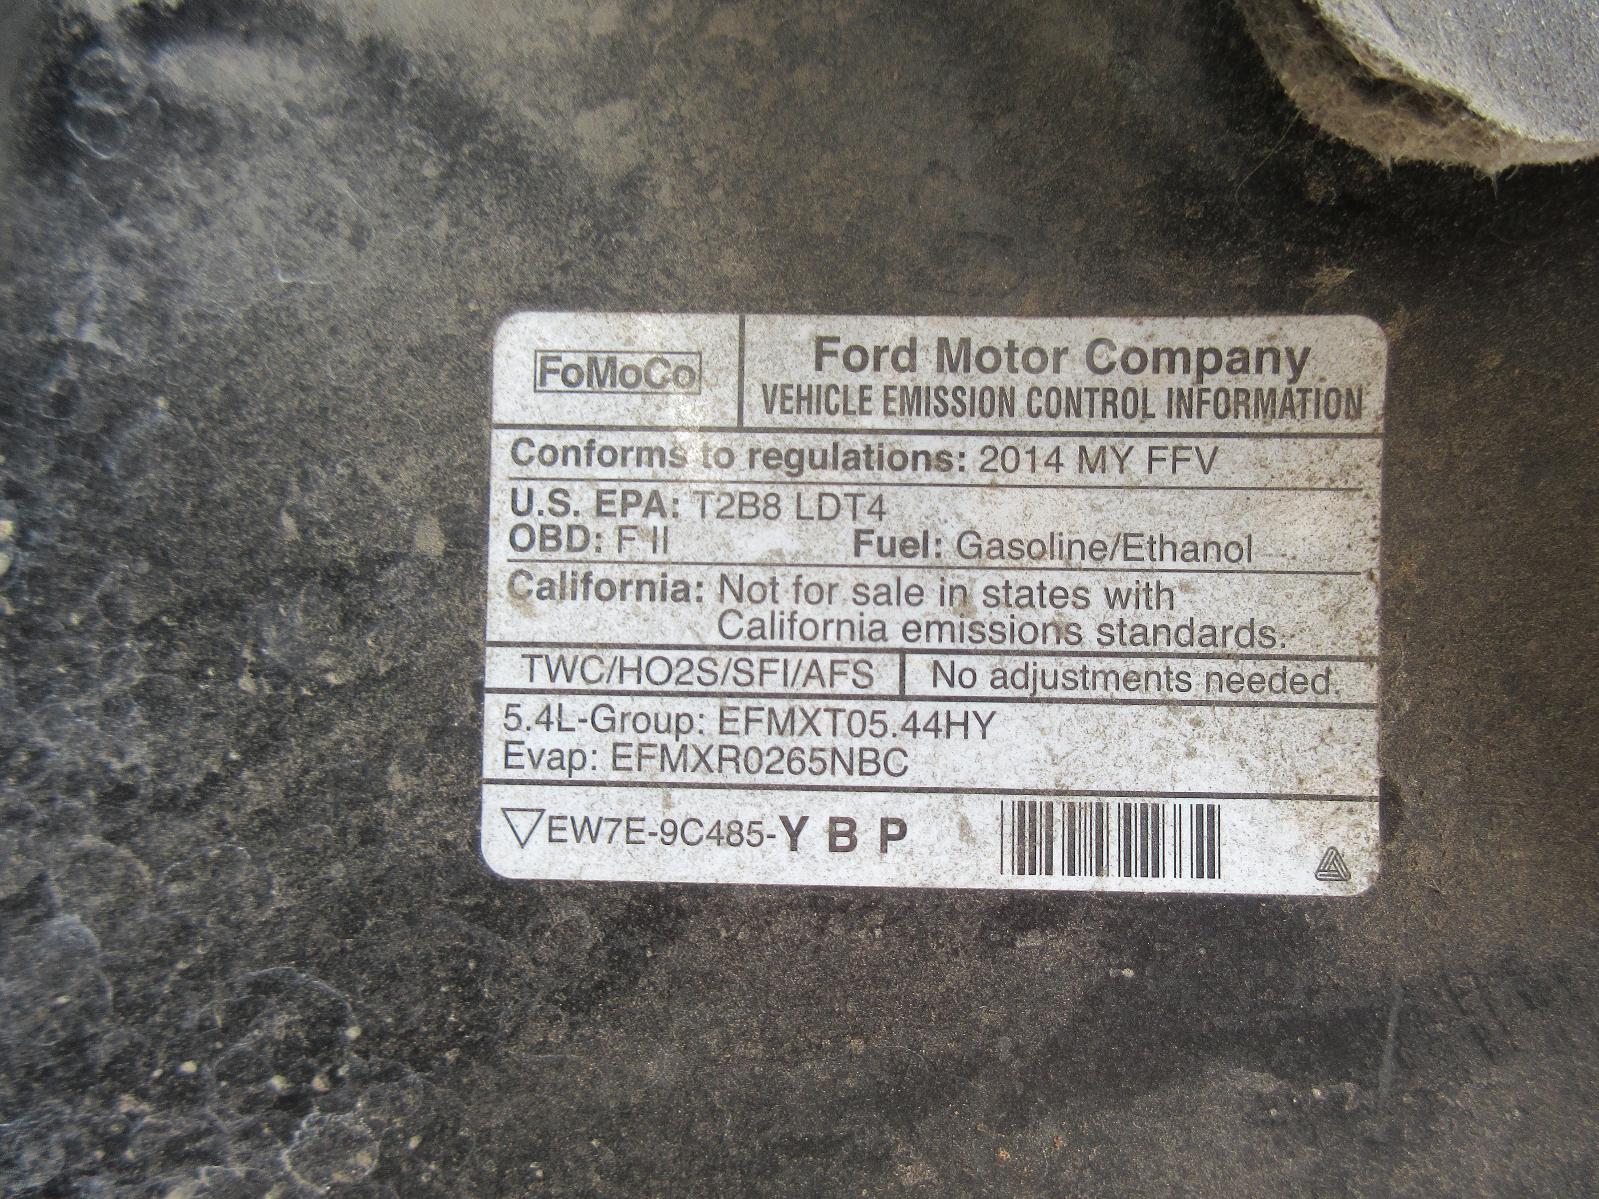 FoMoCo
Ford Motor Company
VEHICLE EMISSION CONTROL INFORMATION
Conforms to regulations: 2014 MY FFV
U.S. EPA: T2B8 LDT4
OBD: F II Fuel: Gasoline/Ethanol
California: Not for sale in states with
California emissions standards.
TWC/HO2S/SFI/AFS No adjustments needed.
5.4L-Group: EFMXT05.44HY
Evap: EFMXR0265NBC
▽EW7E-9C485-Y B P